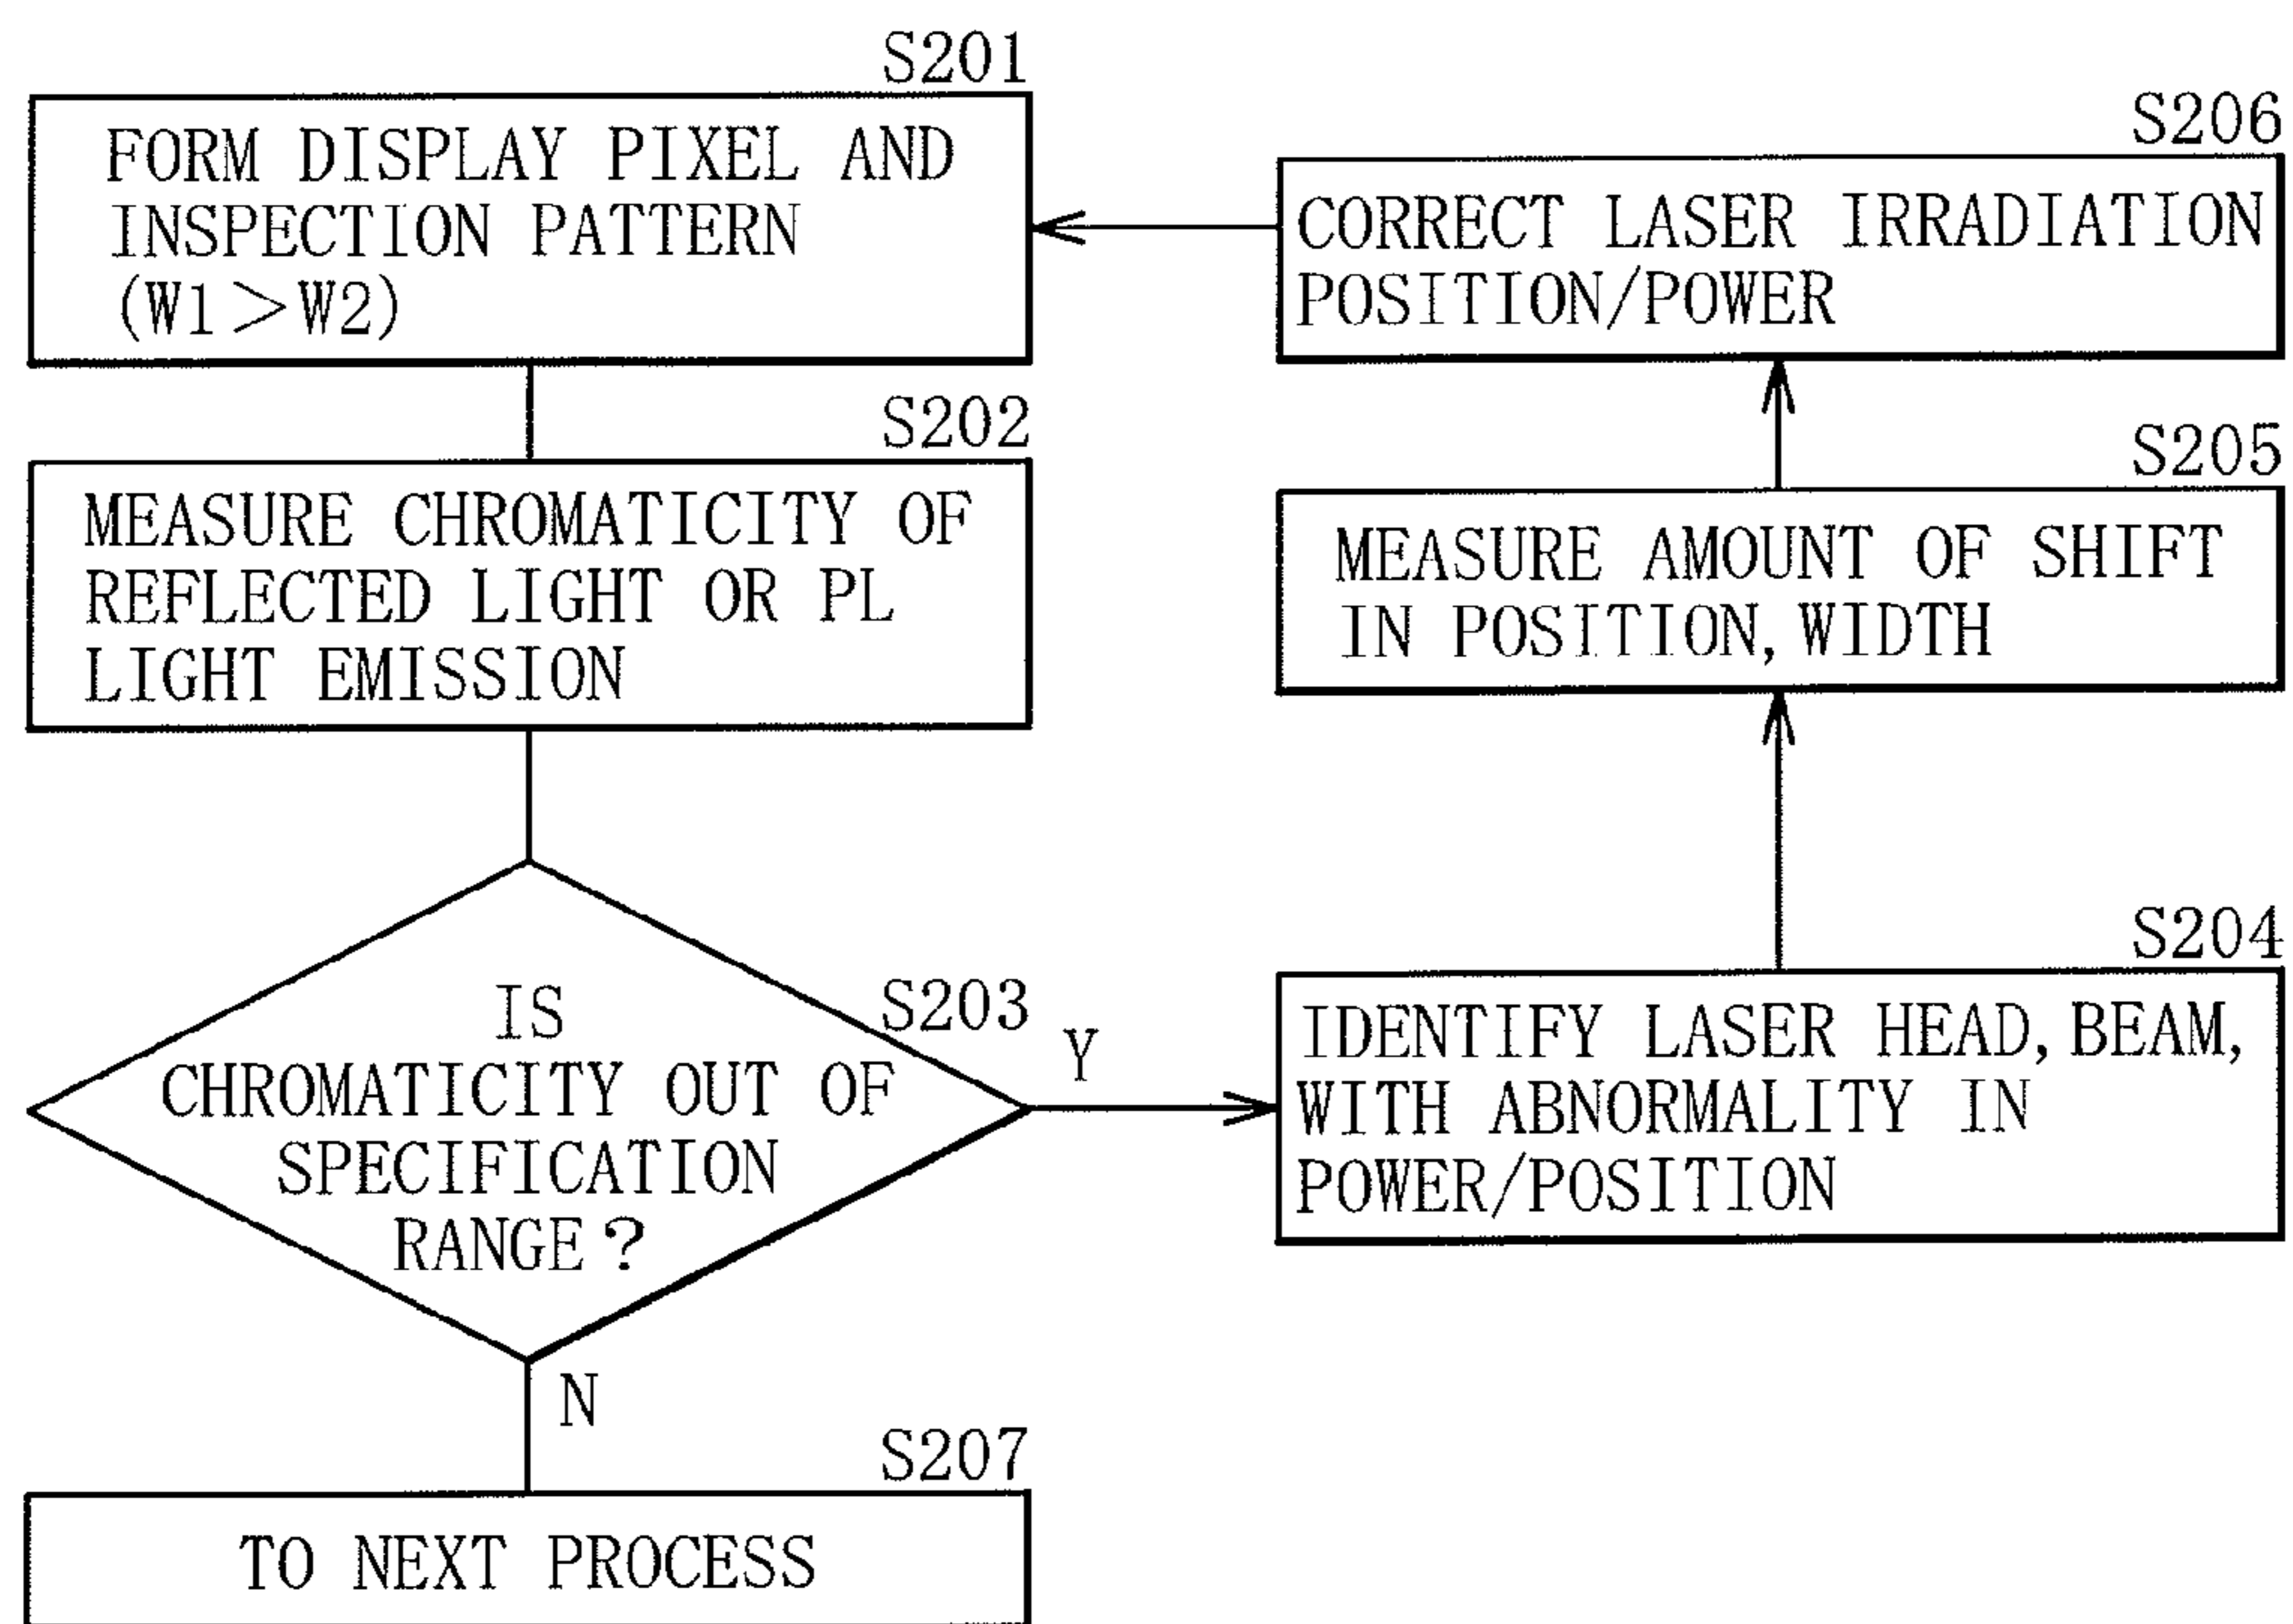 S201
FORM DISPLAY PIXEL AND
INSPECTION PATTERN
(W1>W2)
S202
MEASURE CHROMATICITY OF
REFLECTED LIGHT OR PL
LIGHT EMISSION
S203
IS
CHROMATICITY OUT OF
SPECIFICATION
RANGE?
Y
N
S204
IDENTIFY LASER HEAD, BEAM,
WITH ABNORMALITY IN
POWER/POSITION
S205
MEASURE AMOUNT OF SHIFT
IN POSITION, WIDTH
S206
CORRECT LASER IRRADIATION
POSITION/POWER
S207
TO NEXT PROCESS